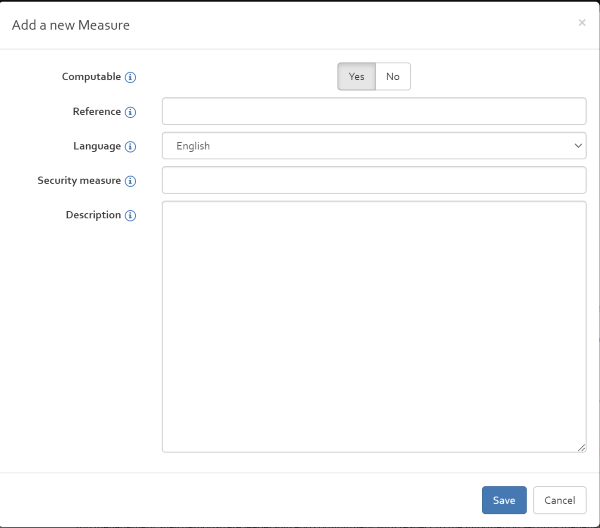 Add a new Measure ×
Computable i Yes No
Reference i
Language i English
Security measure i
Description i
Save Cancel